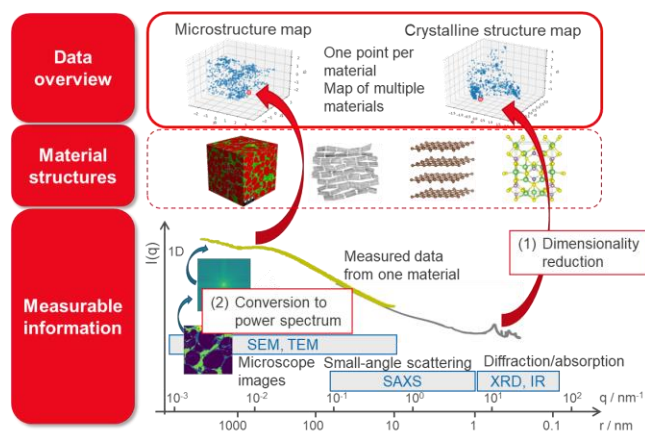 Data
overview
Microstructure map
Crystalline structure map
One point per
material
Map of multiple
materials
Material
structures
Measurable
information
I(q)
1D
Measured data
from one material
(1) Dimensionality
reduction
(2) Conversion to
power spectrum
SEM, TEM
Microscope
images
Small-angle scattering
SAXS
Diffraction/absorption
XRD, IR
10⁻³ 10⁻² 10⁻¹ 10⁰ 10¹ 10² q / nm⁻¹
1000 100 10 1 0.1 r / nm